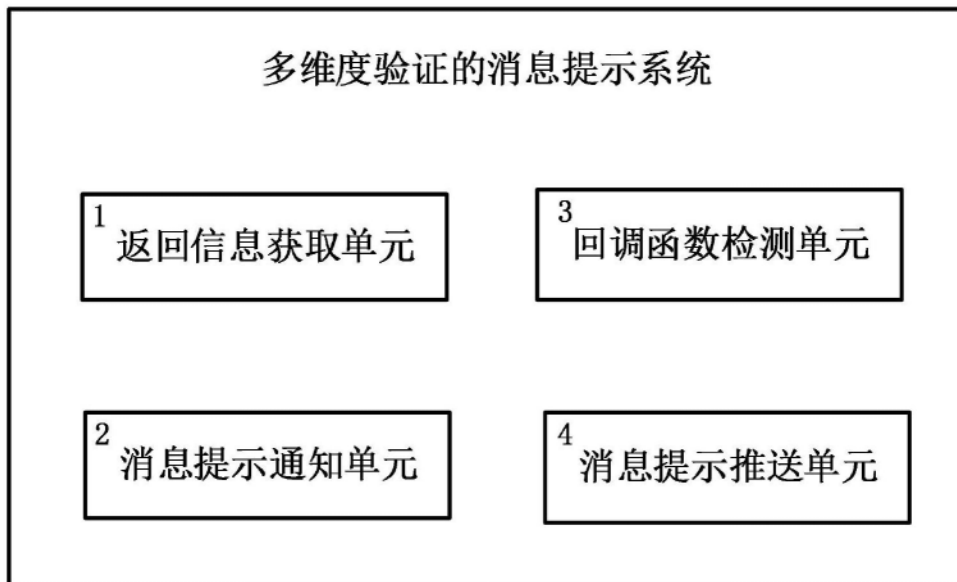 多维度验证的消息提示系统
1
返回信息获取单元
3
回调函数检测单元
2
消息提示通知单元
4
消息提示推送单元